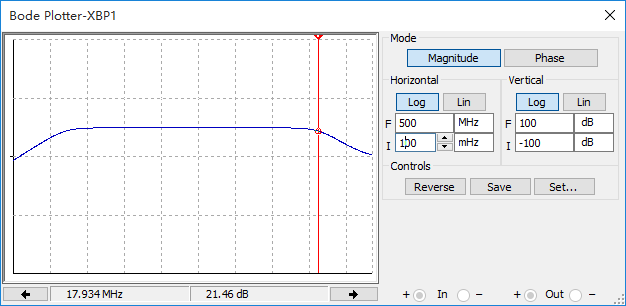 Bode Plotter-XBP1
Mode
Magnitude Phase
Horizontal Vertical
Log Lin Log Lin
F 500 MHz 100 dB
I 100 mHz F -100 dB
Controls
Reverse Save Set...
17.934 MHz 21.46 dB
+ In - + Out -